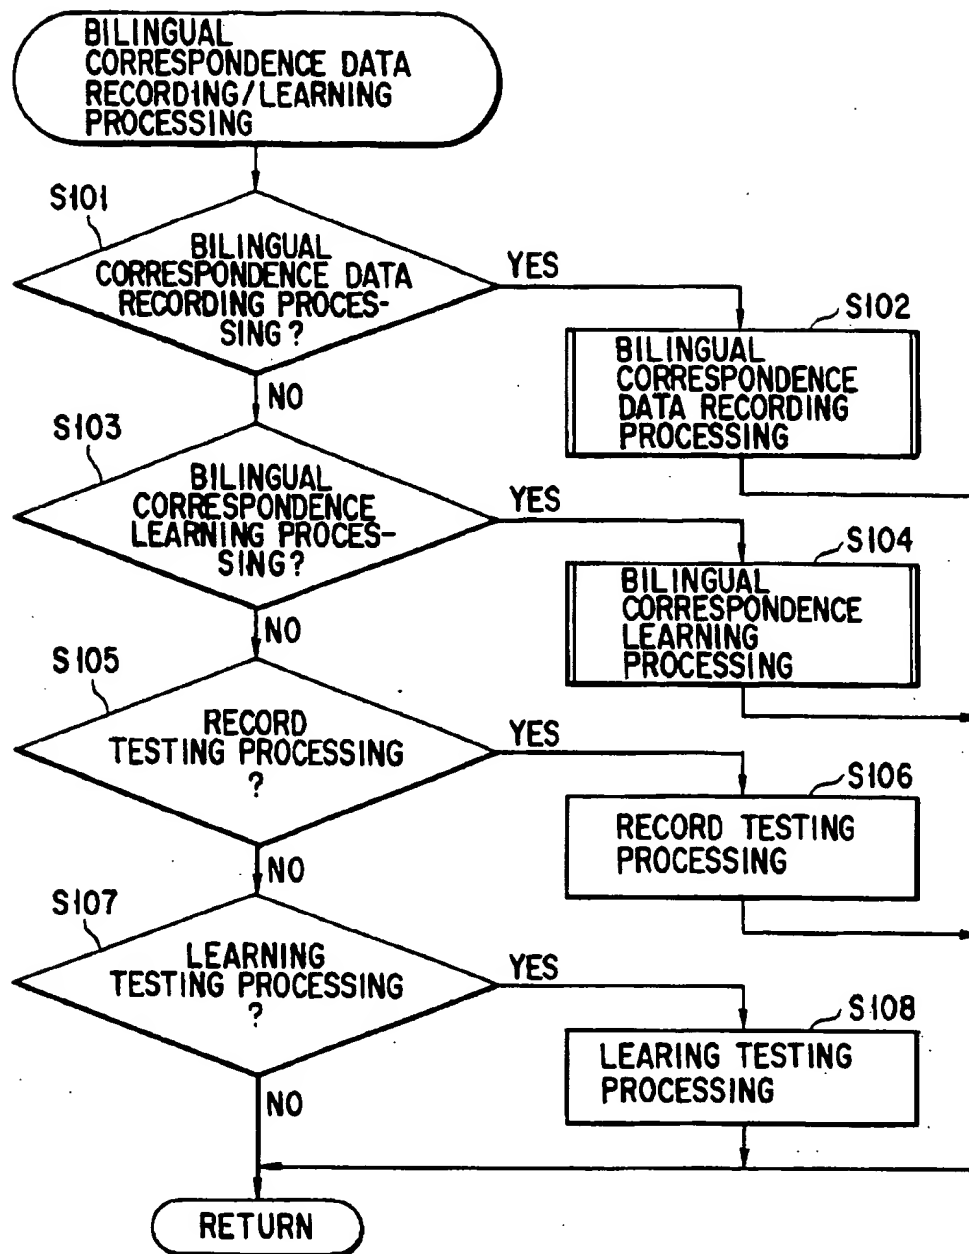 BILINGUAL
CORRESPONDENCE DATA
RECORDING/LEARNING
PROCESSING
S101
BILINGUAL
CORRESPONDENCE DATA
RECORDING PROCES-
SING?
YES
S102
BILINGUAL
CORRESPONDENCE
DATA RECORDING
PROCESSING
NO
S103
BILINGUAL
CORRESPONDENCE
LEARNING PROCES-
SING?
YES
S104
BILINGUAL
CORRESPONDENCE
LEARNING
PROCESSING
NO
S105
RECORD
TESTING PROCESSING
?
YES
S106
RECORD TESTING
PROCESSING
NO
S107
LEARNING
TESTING PROCESSING
?
YES
S108
LEARING TESTING
PROCESSING
NO
RETURN